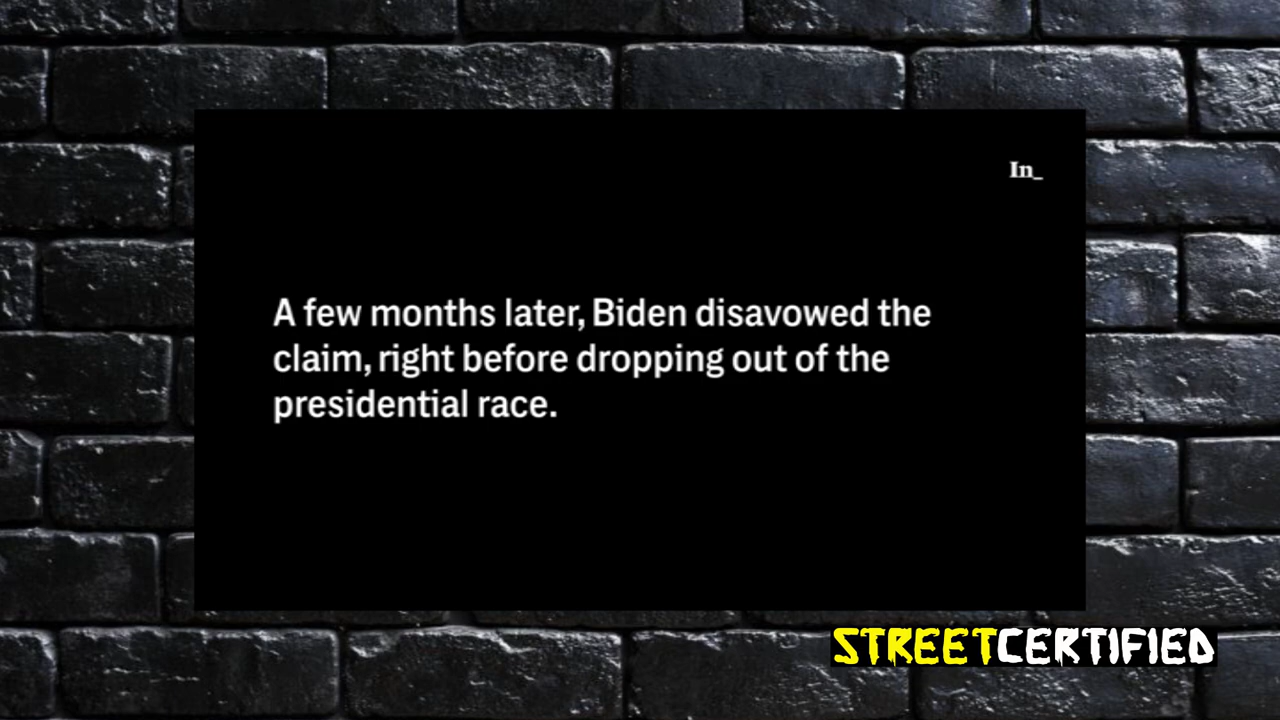 In_
A few months later, Biden disavowed the
claim, right before dropping out of the
presidential race.
STREETCERTIFIED